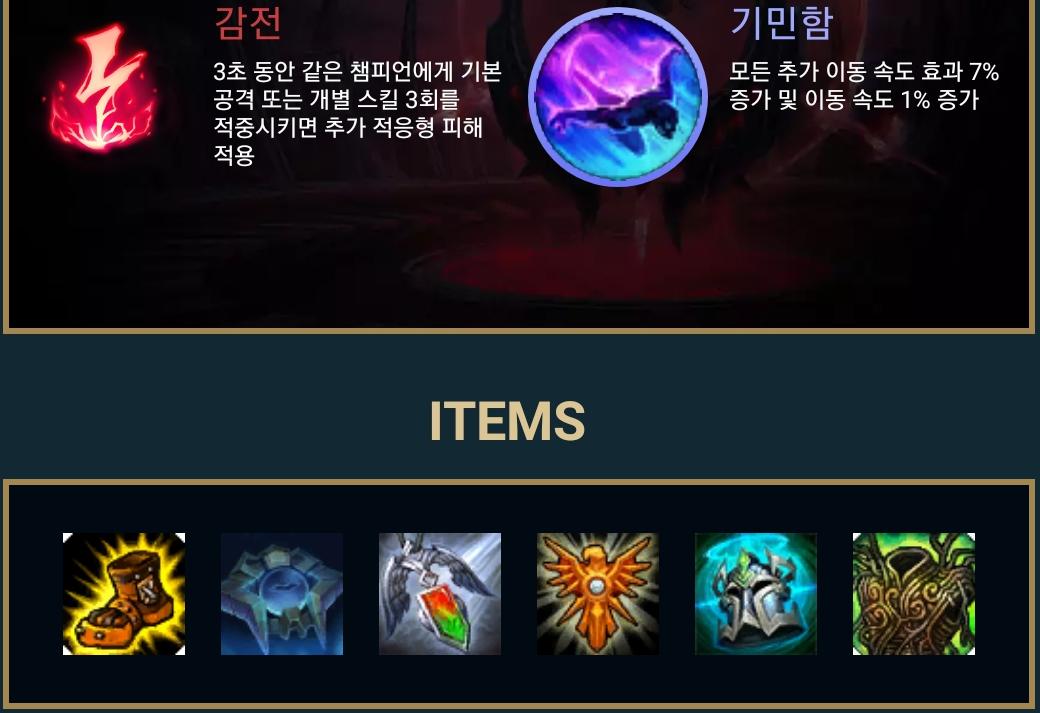 감전
3초 동안 같은 챔피언에게 기본
공격 또는 개별 스킬 3회를
적중시키면 추가 적응형 피해
적용
기민함
모든 추가 이동 속도 효과 7%
증가 및 이동 속도 1% 증가
ITEMS